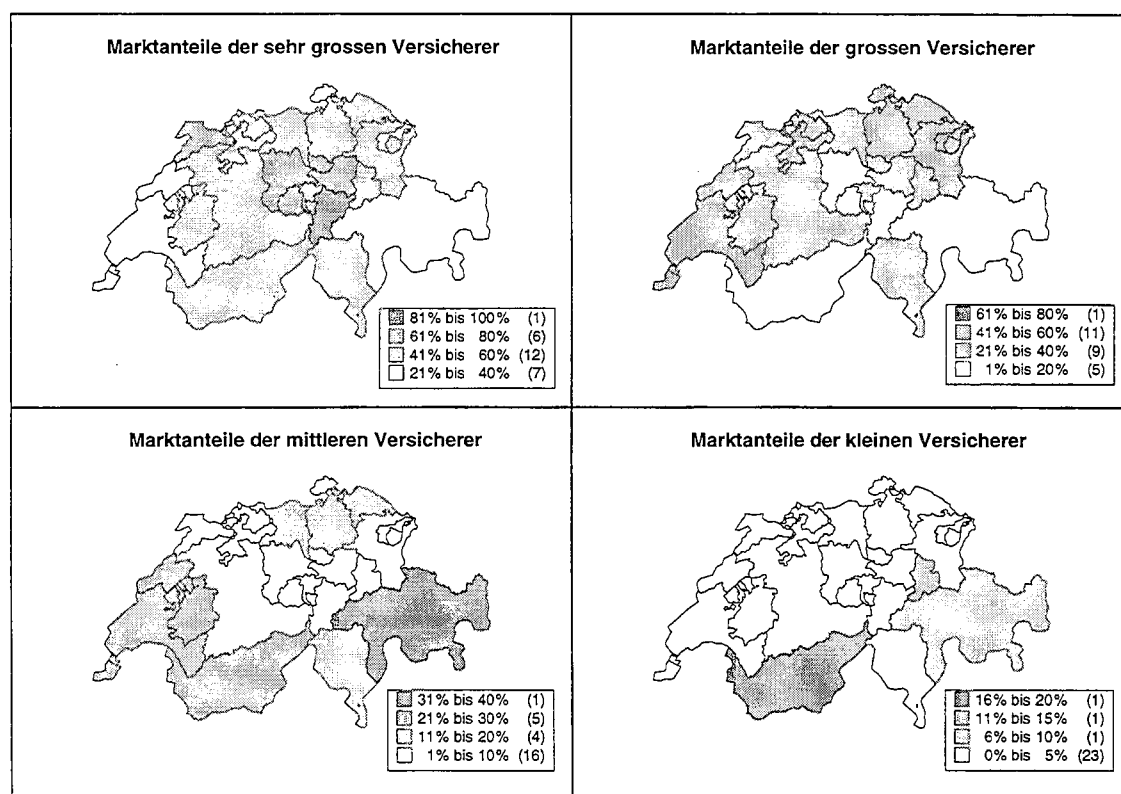 Marktanteile der sehr grossen Versicherer
81% bis 100% (1)
61% bis 80% (6)
41% bis 60% (12)
21% bis 40% (7)
Marktanteile der grossen Versicherer
61% bis 80% (1)
41% bis 60% (11)
21% bis 40% (9)
1% bis 20% (5)
Marktanteile der mittleren Versicherer
31% bis 40% (1)
21% bis 30% (5)
11% bis 20% (4)
1% bis 10% (16)
Marktanteile der kleinen Versicherer
16% bis 20% (1)
11% bis 15% (1)
6% bis 10% (1)
0% bis 5% (23)